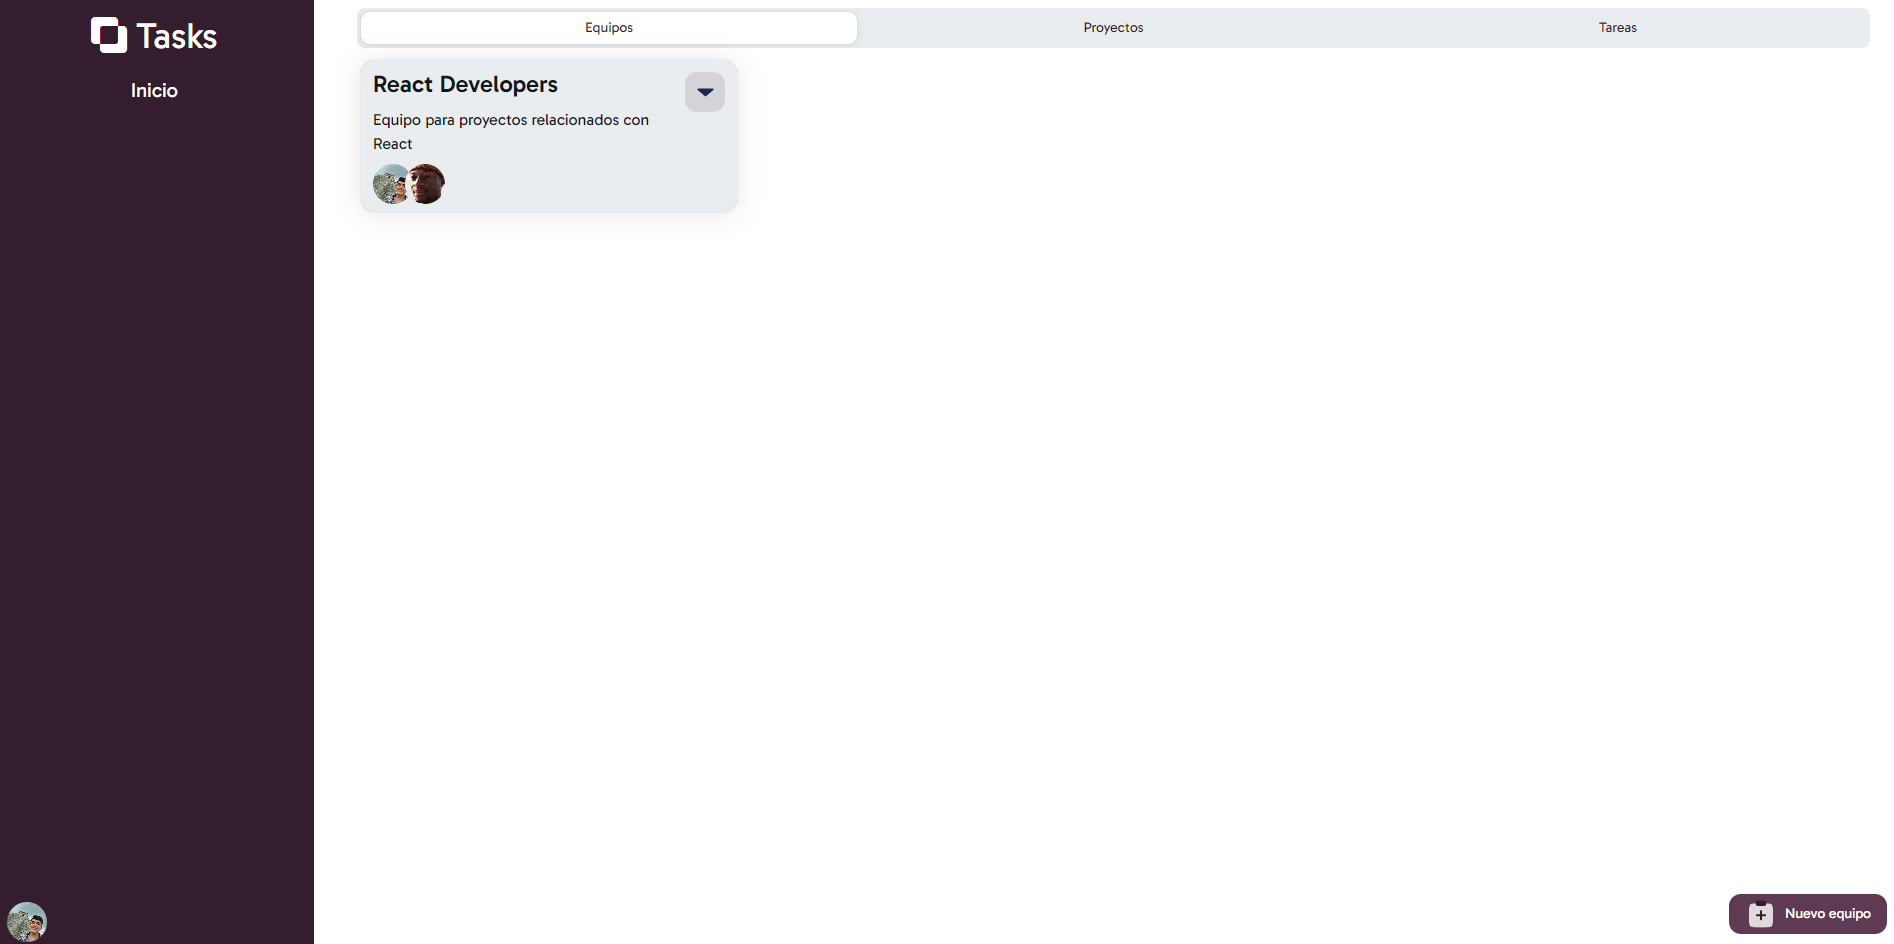 Tasks
Inicio
Equipos
Proyectos
Tareas
React Developers
Equipo para proyectos relacionados con
React
Nuevo equipo